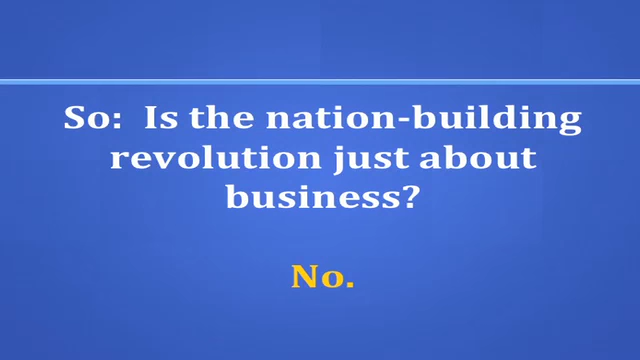 So:  Is the nation-building
revolution just about
business?
No.